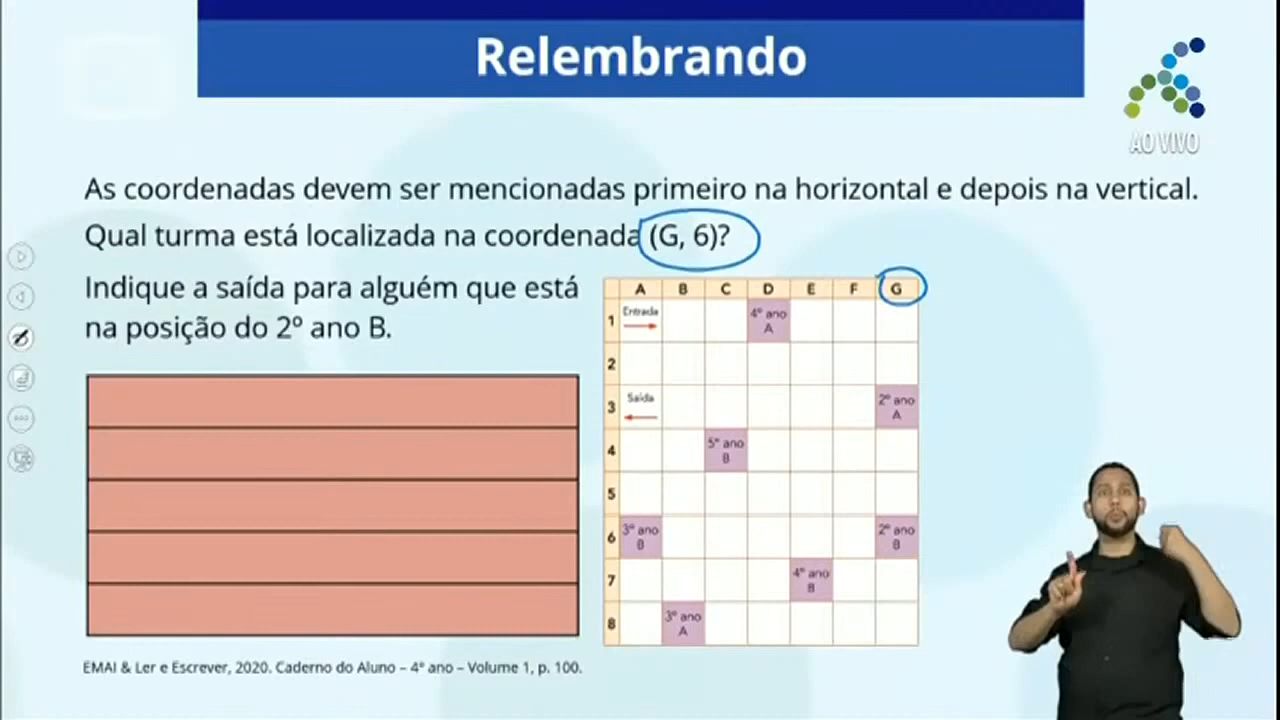 Relembrando
AO VIVO
As coordenadas devem ser mencionadas primeiro na horizontal e depois na vertical.
Qual turma está localizada na coordenada (G, 6)?
Indique a saída para alguém que está
na posição do 2º ano B.
A B C D E F G
1 Entrada 4º ano A
2
3 Saída 2º ano A
4 5º ano B
5
6 3º ano B 2º ano B
7 4º ano B
8 3º ano A
EMAI & Ler e Escrever, 2020. Caderno do Aluno – 4º ano – Volume 1, p. 100.